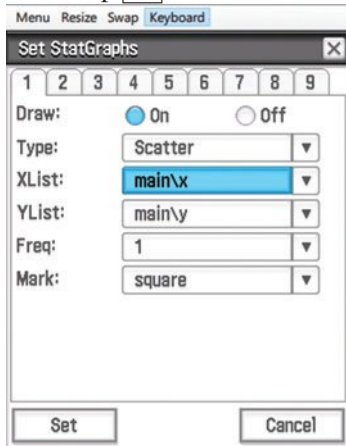 Menu Resize Swap Keyboard
Set StatGraphs
1 2 3 4 5 6 7 8 9
Draw: On Off
Type: Scatter
XList: main\x
YList: main\y
Freq: 1
Mark: square
Set Cancel